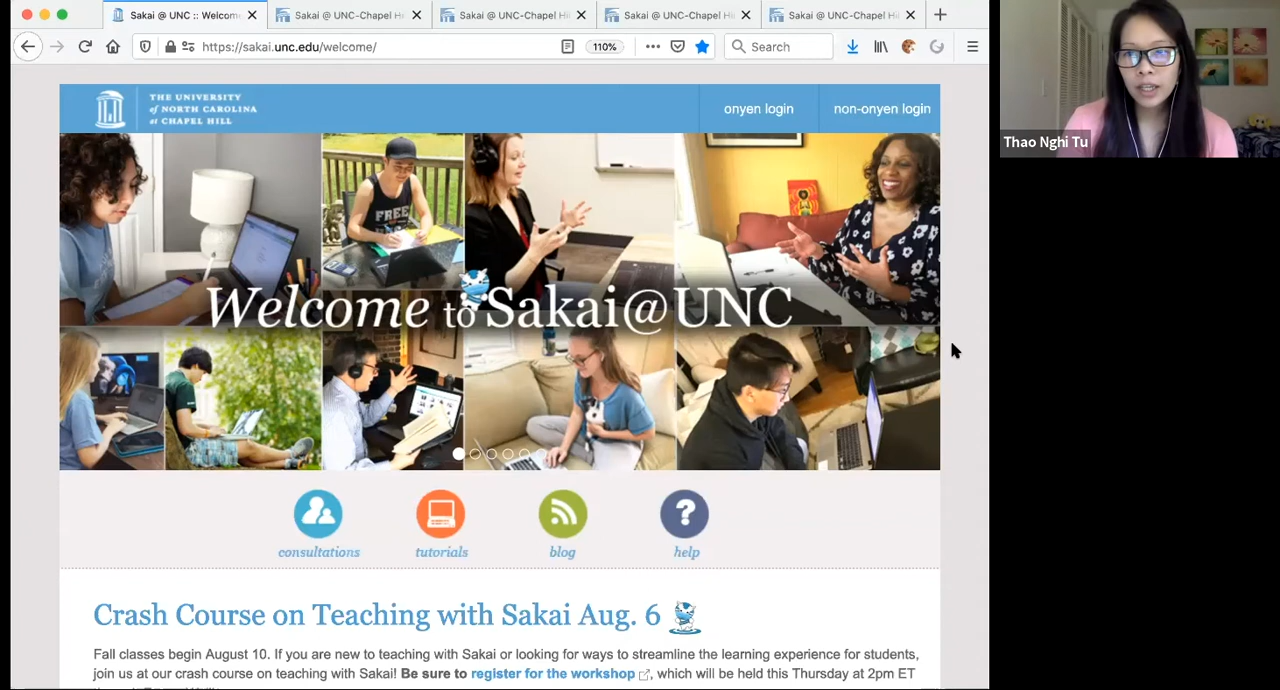 Sakai @ UNC :: Welcom
Sakai @ UNC-Chapel H
Sakai @ UNC-Chapel Hi
Sakai @ UNC-Chapel Hi
Sakai @ UNC-Chapel Hi
https://sakai.unc.edu/welcome/
110%
Search
THE UNIVERSITY
of NORTH CAROLINA
at CHAPEL HILL
onyen login
non-onyen login
FREE
Welcome to Sakai@UNC
consultations
tutorials
blog
help
Crash Course on Teaching with Sakai Aug. 6
Fall classes begin August 10. If you are new to teaching with Sakai or looking for ways to streamline the learning experience for students,
join us at our crash course on teaching with Sakai! Be sure to register for the workshop, which will be held this Thursday at 2pm ET
Thao Nghi Tu